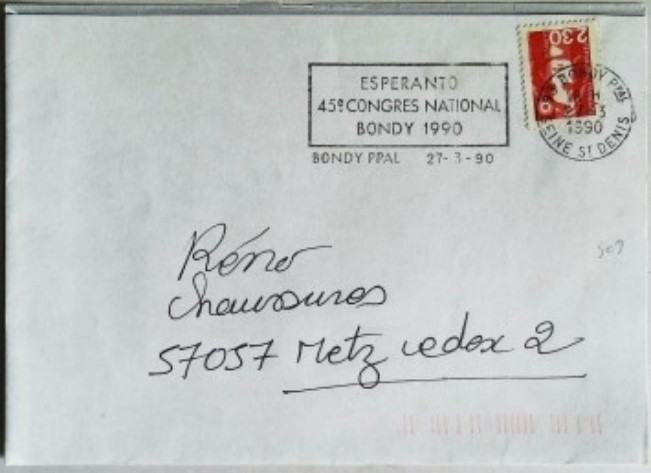 2,30
ESPERANTO
45e CONGRES NATIONAL
BONDY 1990
BONDY PPAL 27-3-90
BONDY PPAL
H
3
1990
SEINE ST DENIS
Réno
Chaussures
57057 Metz cedex 2